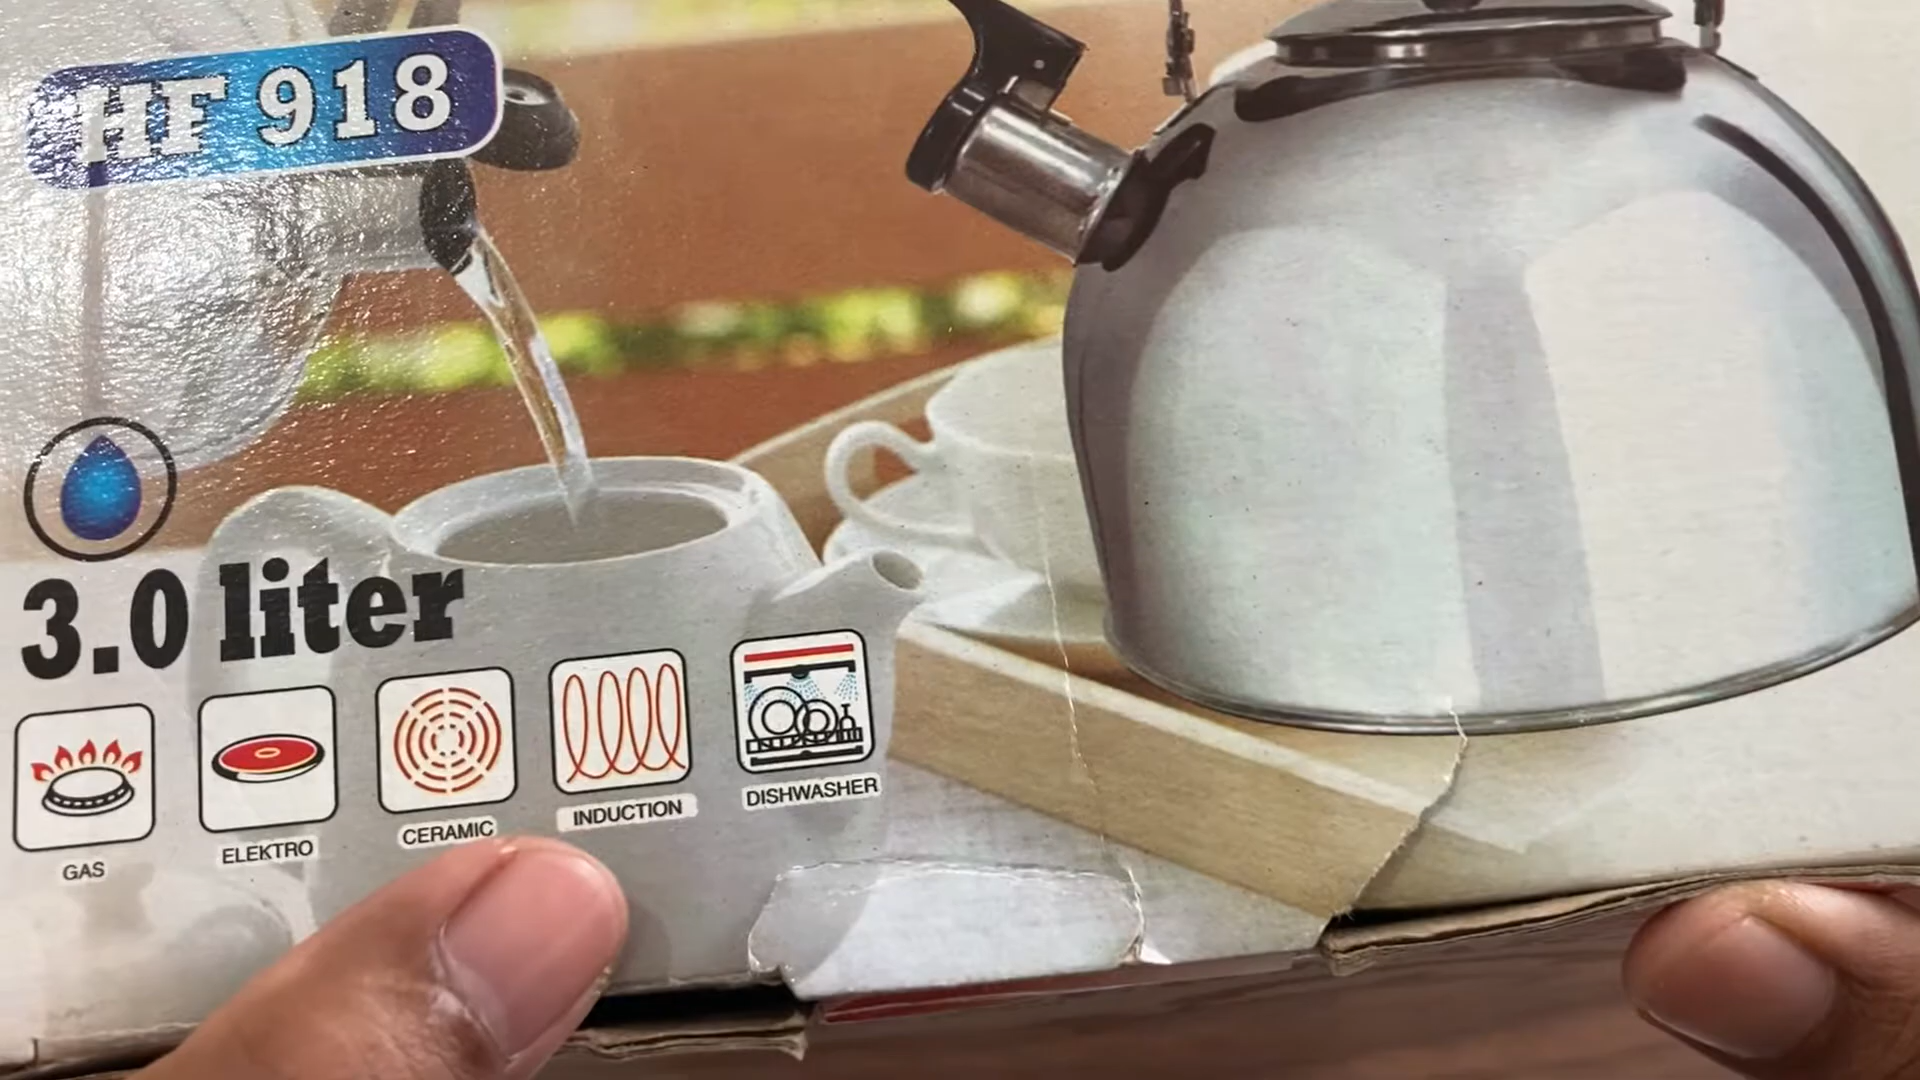 HF 918
3.0 liter
GAS
ELEKTRO
CERAMIC
INDUCTION
DISHWASHER